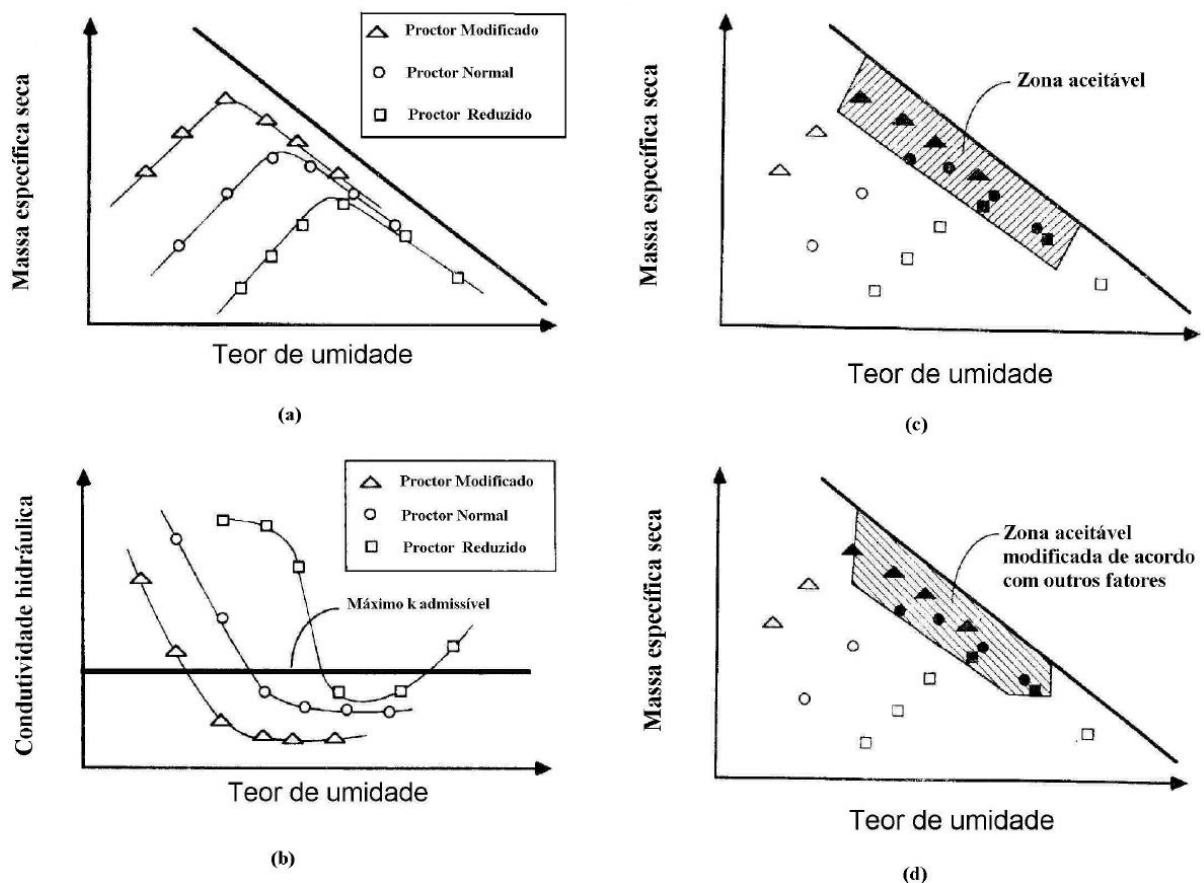 Massa específica seca
Proctor Modificado
Proctor Normal
Proctor Reduzido
Teor de umidade
(a)
Condutividade hidráulica
Proctor Modificado
Proctor Normal
Proctor Reduzido
Máximo k admissível
Teor de umidade
(b)
Massa específica seca
Zona aceitável
Teor de umidade
(c)
Massa específica seca
Zona aceitável
modificada de acordo
com outros fatores
Teor de umidade
(d)